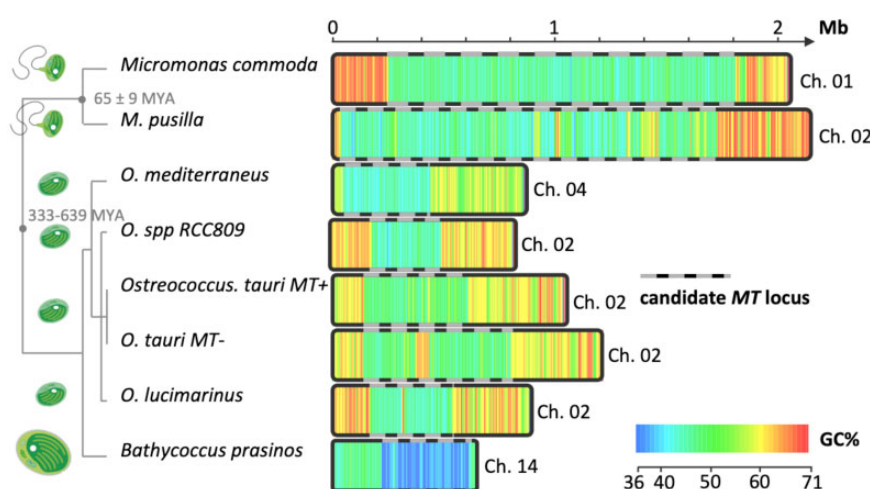 0 1 2 Mb
Micromonas commoda Ch. 01
65 ± 9 MYA
M. pusilla Ch. 02
O. mediterraneus Ch. 04
333-639 MYA
O. spp RCC809 Ch. 02
Ostreococcus. tauri MT+ Ch. 02
candidate MT locus
O. tauri MT- Ch. 02
O. lucimarinus Ch. 02
Bathycoccus prasinos Ch. 14
GC%
36 40 50 60 71